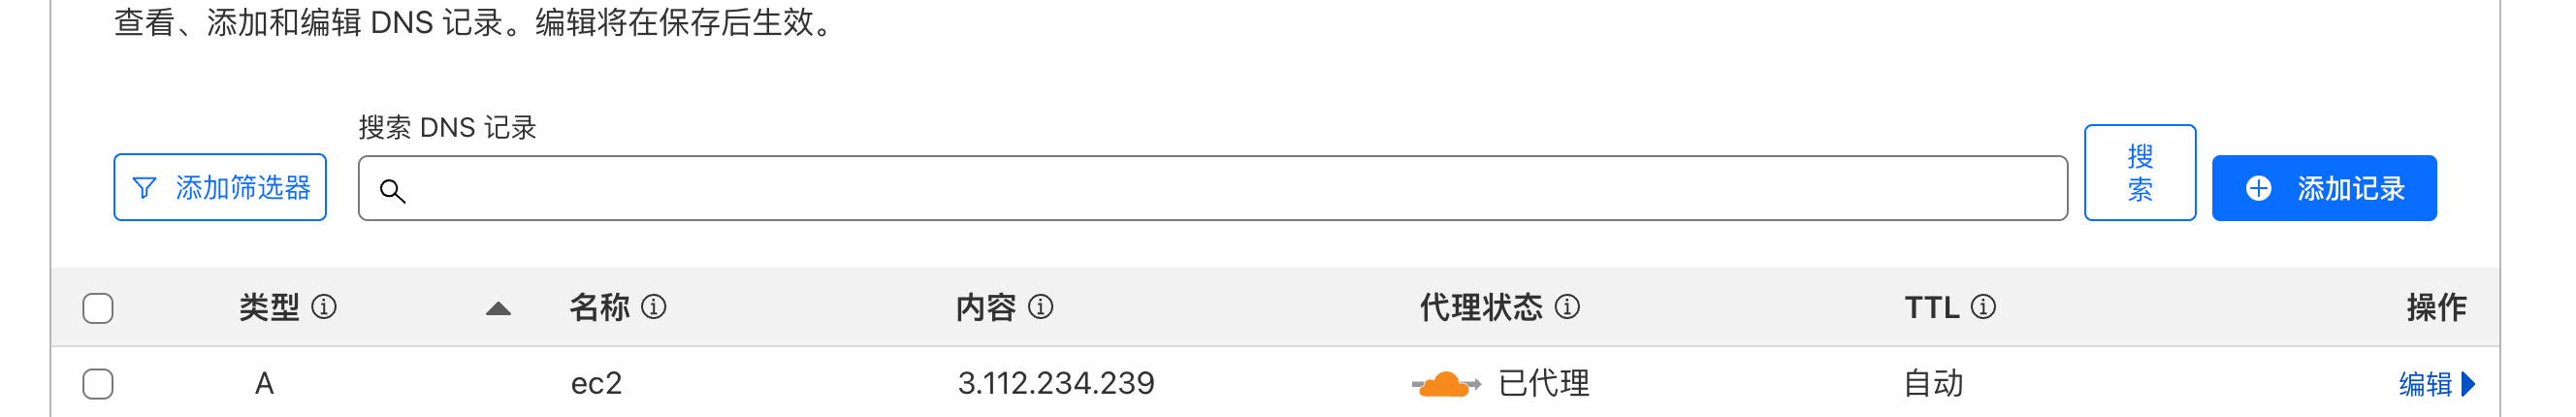 查看、添加和编辑 DNS 记录。编辑将在保存后生效。
搜索 DNS 记录
添加筛选器
搜索
添加记录
类型 名称 内容 代理状态 TTL 操作
A ec2 3.112.234.239 已代理 自动 编辑